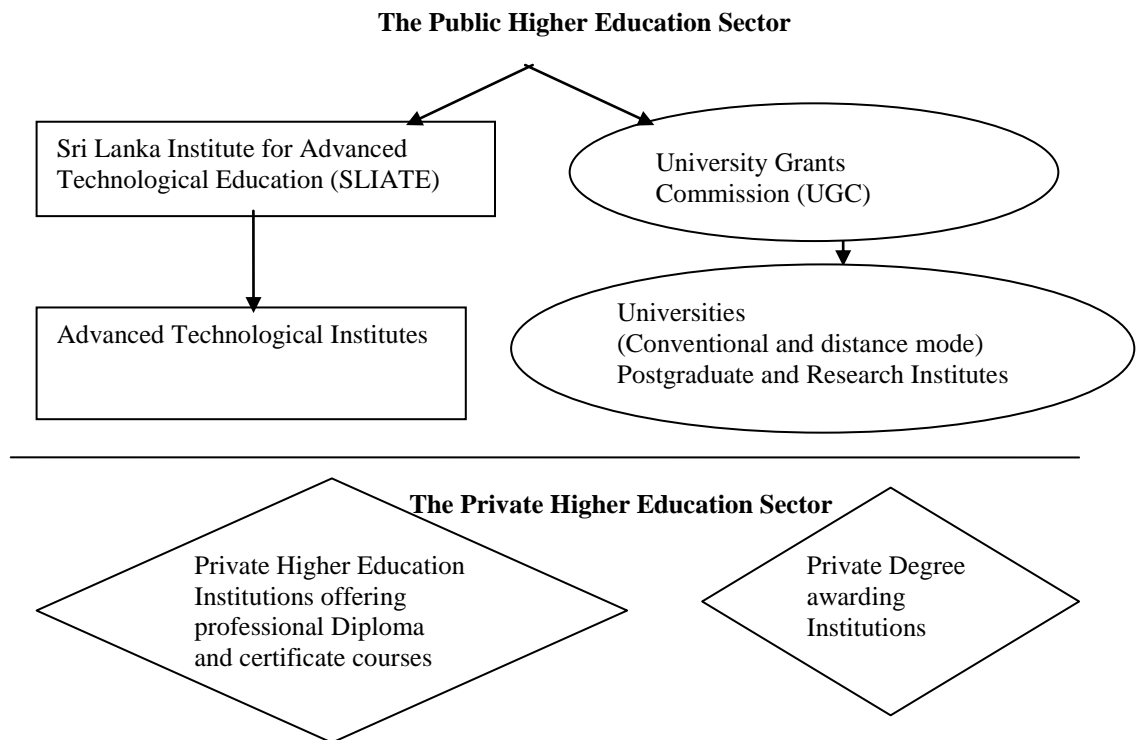 The Public Higher Education Sector
Sri Lanka Institute for Advanced
Technological Education (SLIATE)
University Grants
Commission (UGC)
Advanced Technological Institutes
Universities
(Conventional and distance mode)
Postgraduate and Research Institutes
The Private Higher Education Sector
Private Higher Education
Institutions offering
professional Diploma
and certificate courses
Private Degree
awarding
Institutions